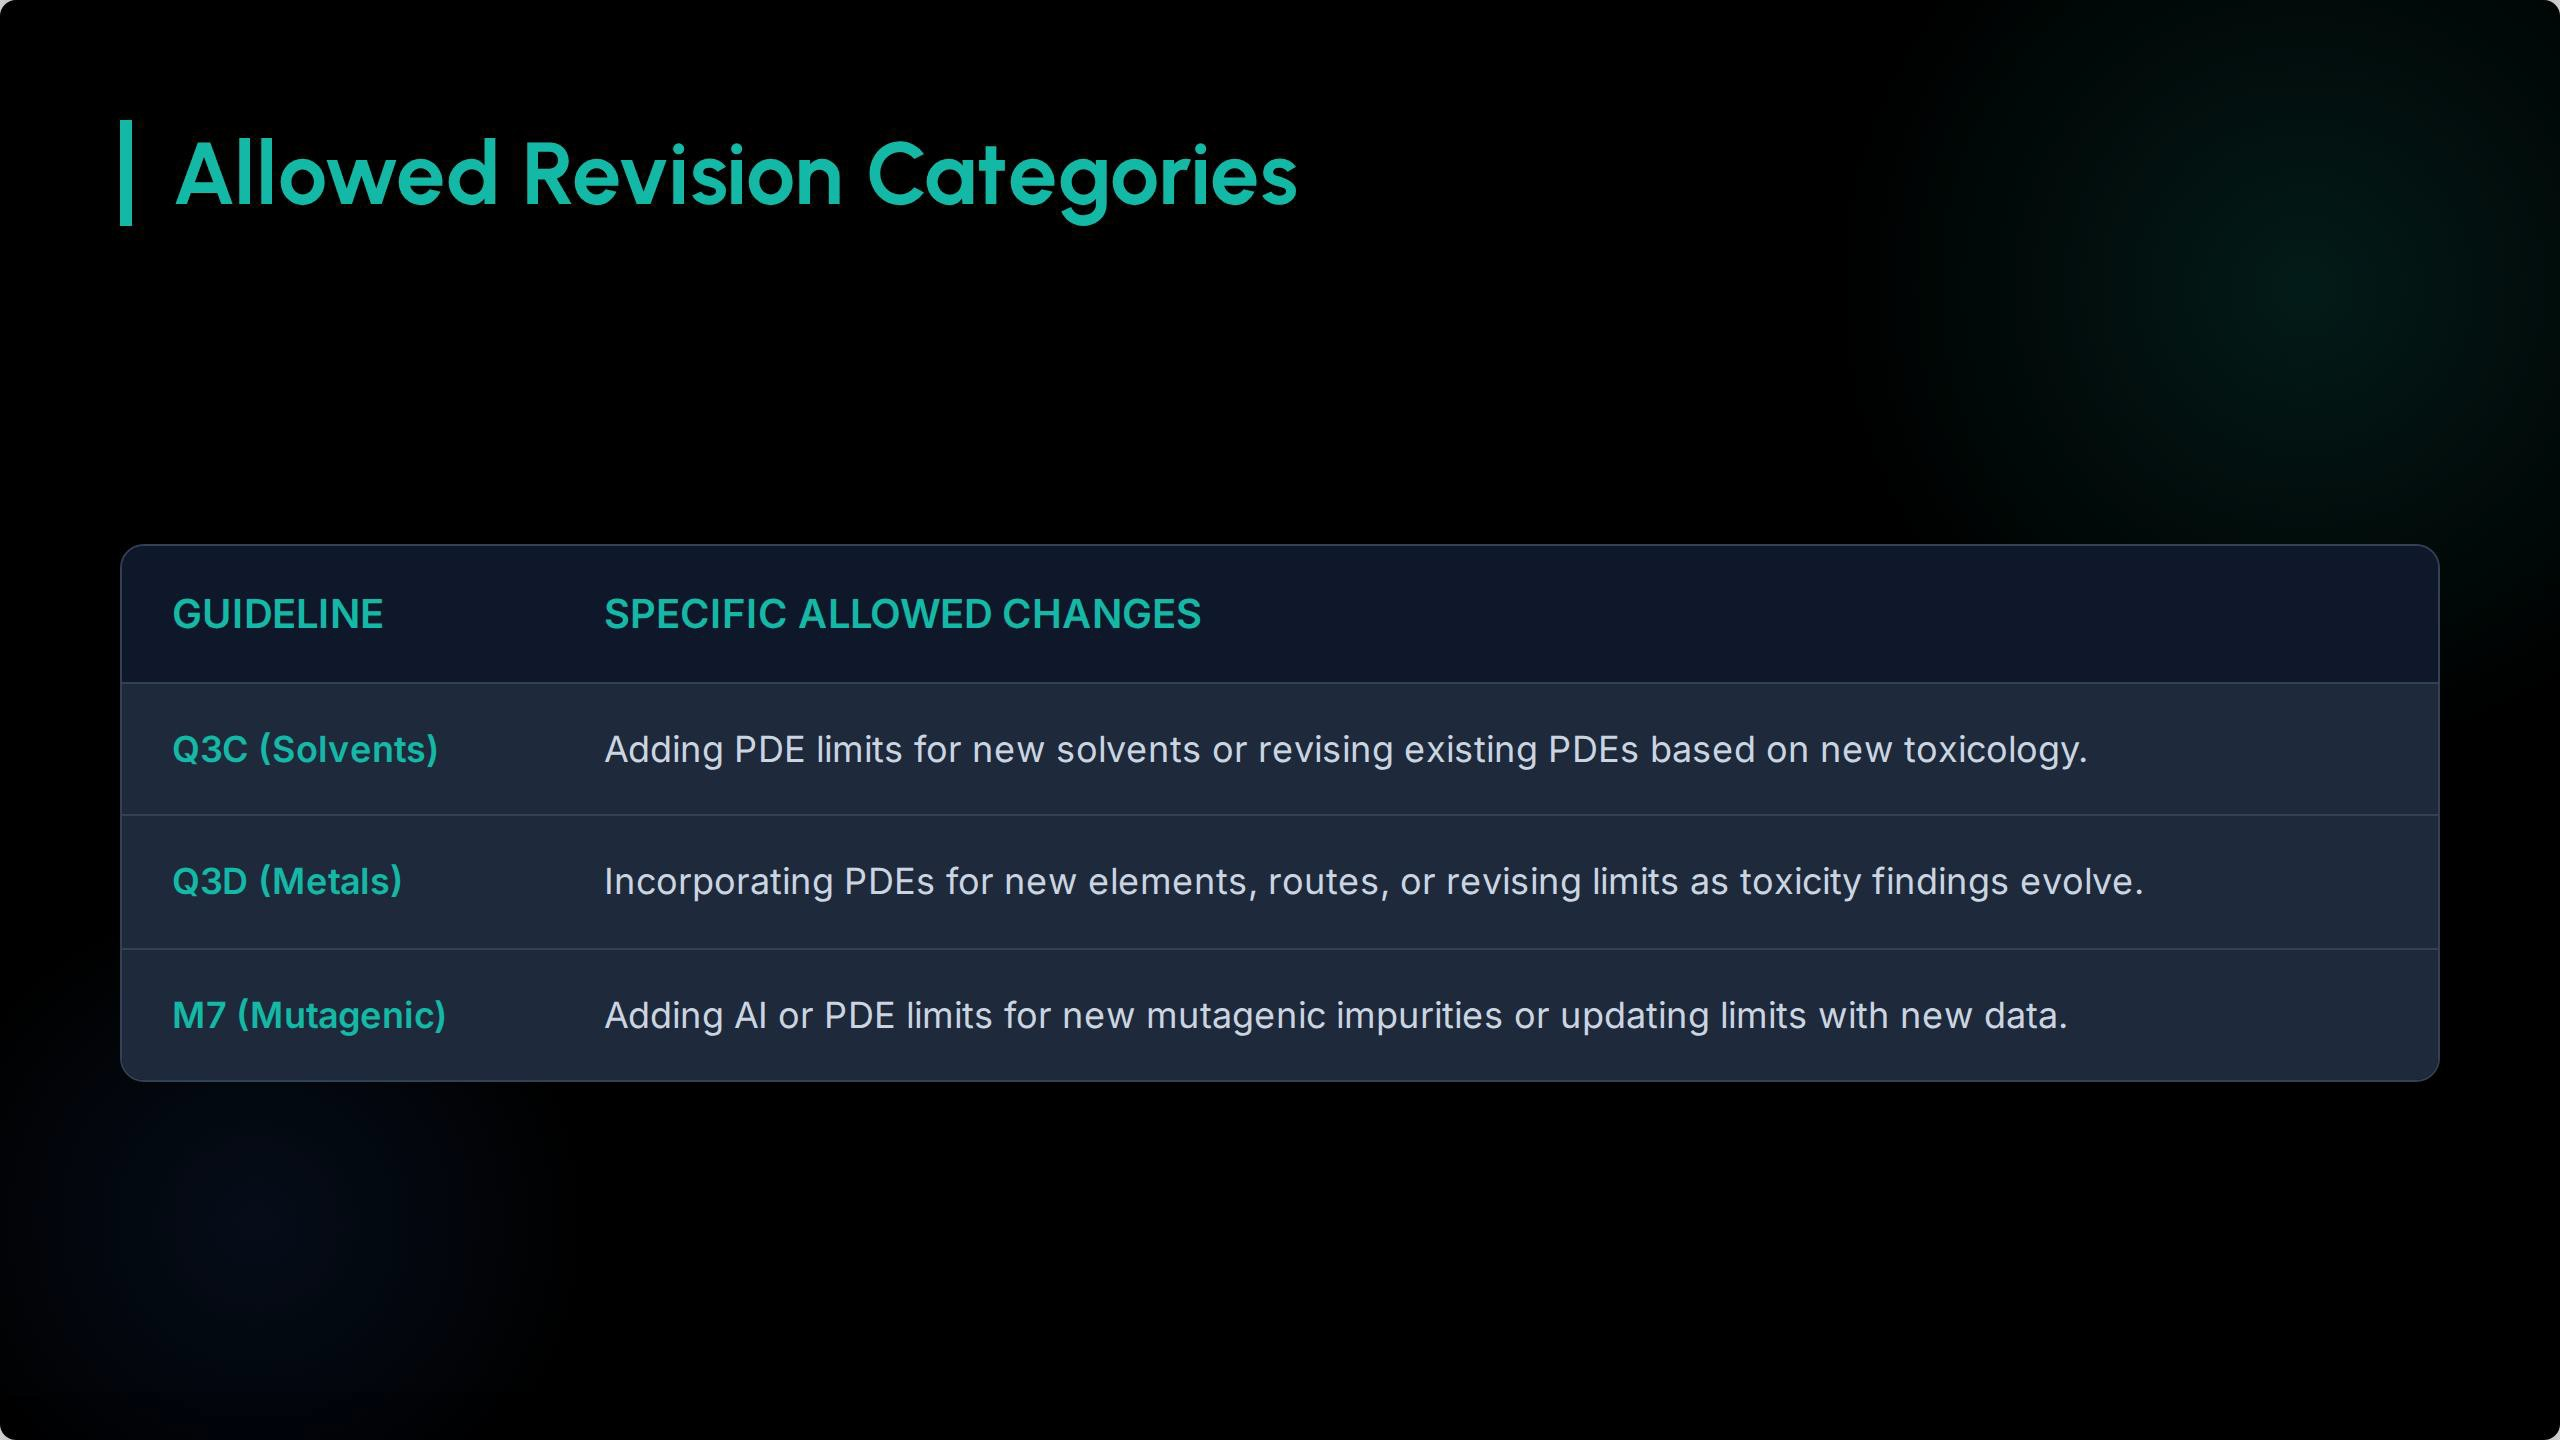 Allowed Revision Categories
GUIDELINE
SPECIFIC ALLOWED CHANGES
Q3C (Solvents)
Adding PDE limits for new solvents or revising existing PDEs based on new toxicology.
Q3D (Metals)
Incorporating PDEs for new elements, routes, or revising limits as toxicity findings evolve.
M7 (Mutagenic)
Adding AI or PDE limits for new mutagenic impurities or updating limits with new data.